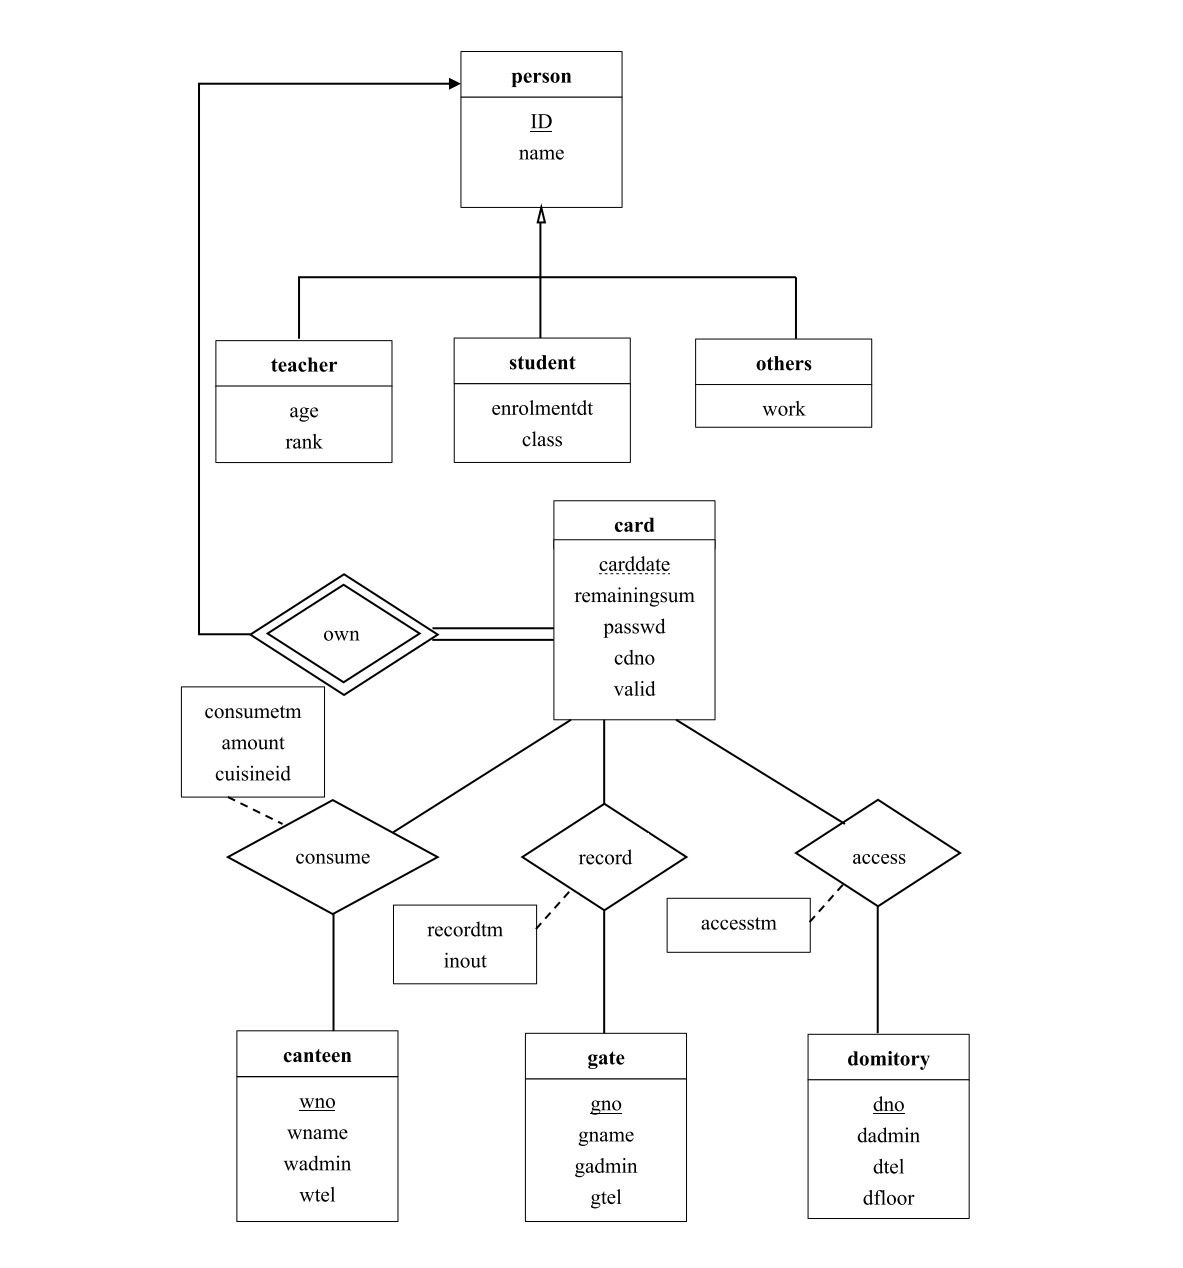 person
ID
name
teacher
age
rank
student
enrolmentdt
class
others
work
card
carddate
remainingsum
passwd
cdno
valid
own
consumetm
amount
cuisineid
consume
record
access
recordtm
inout
accesstm
canteen
wno
wname
wadmin
wtel
gate
gno
gname
gadmin
gtel
domitory
dno
dadmin
dtel
dfloor